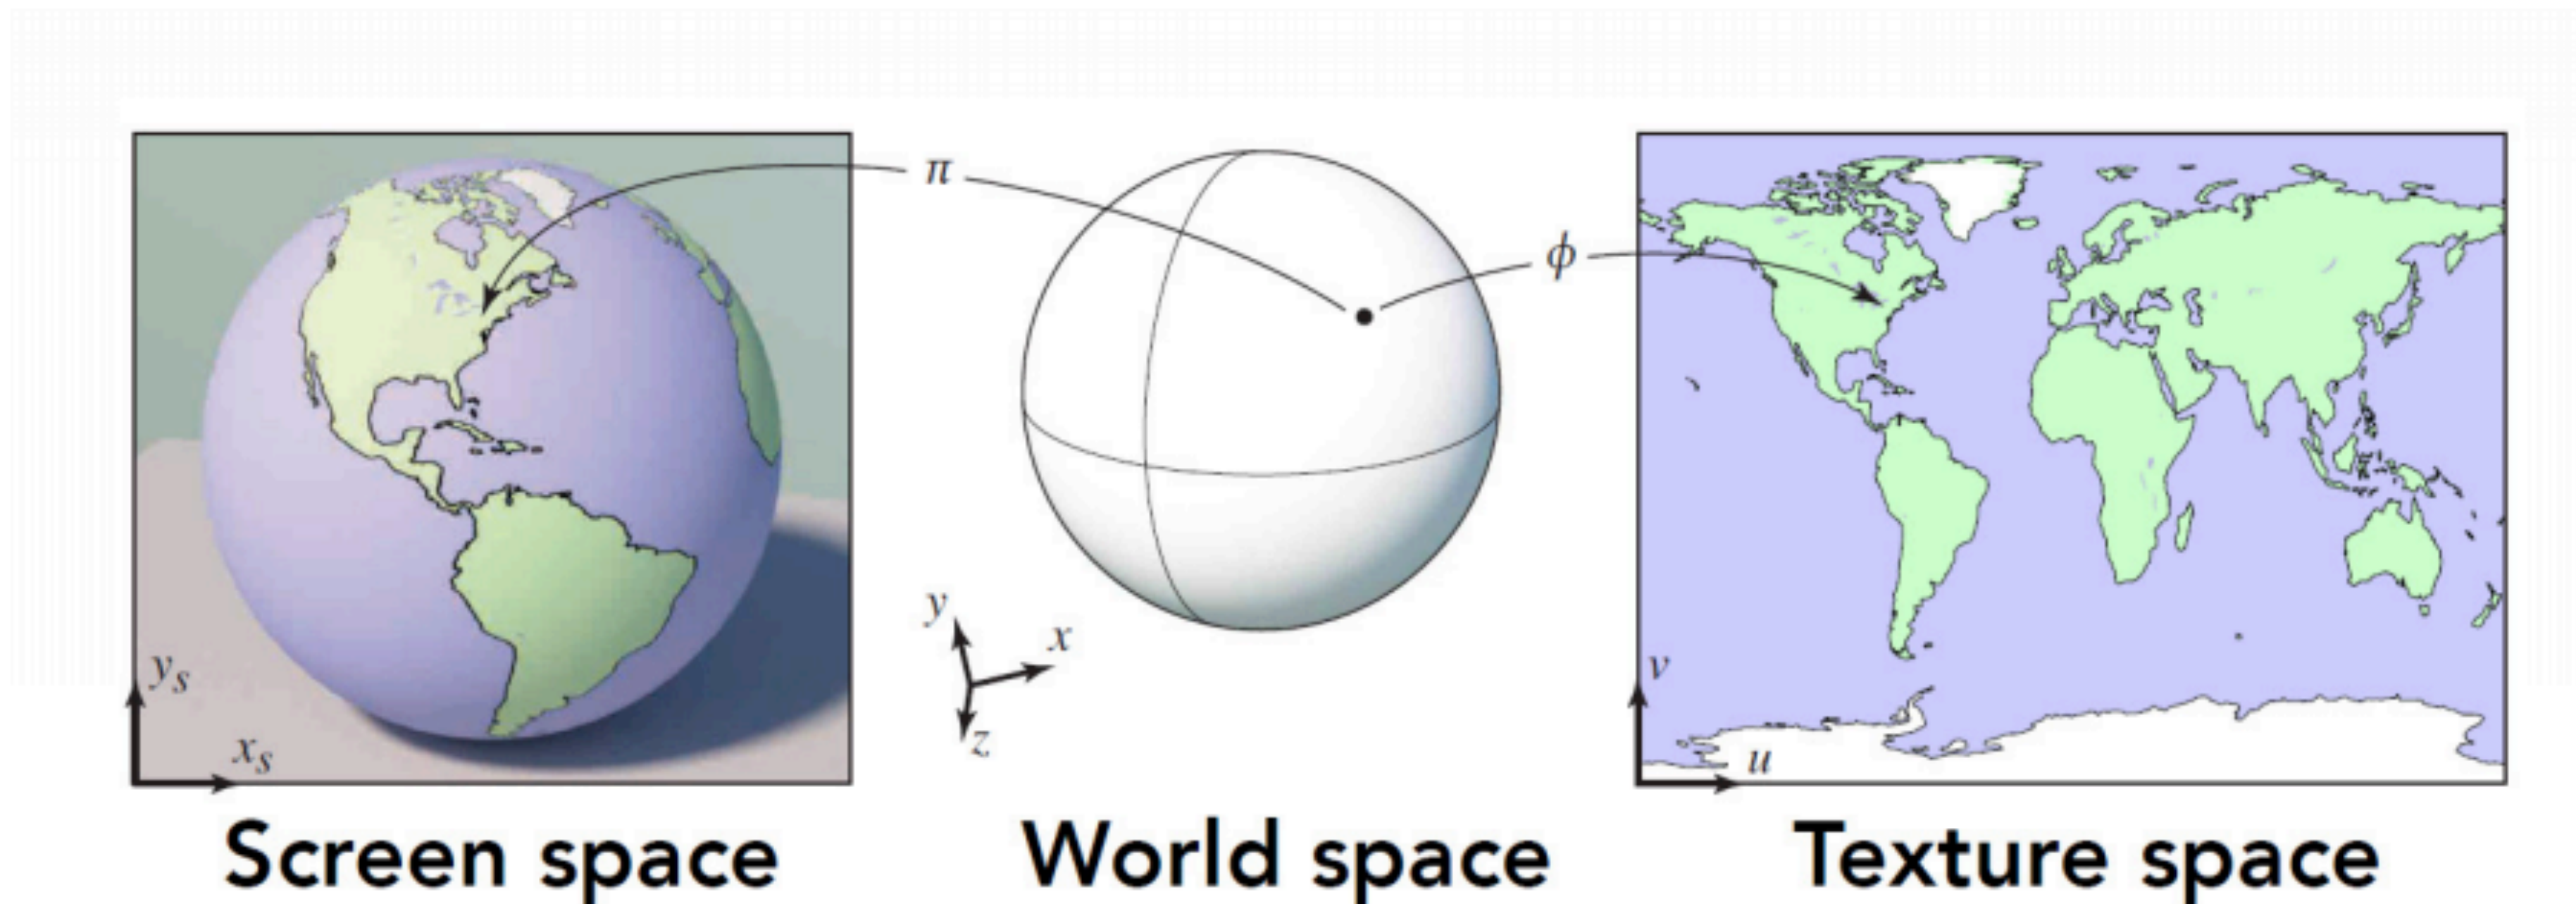 π
ϕ
y
x
z
y_s
x_s
v
u
Screen space
World space
Texture space